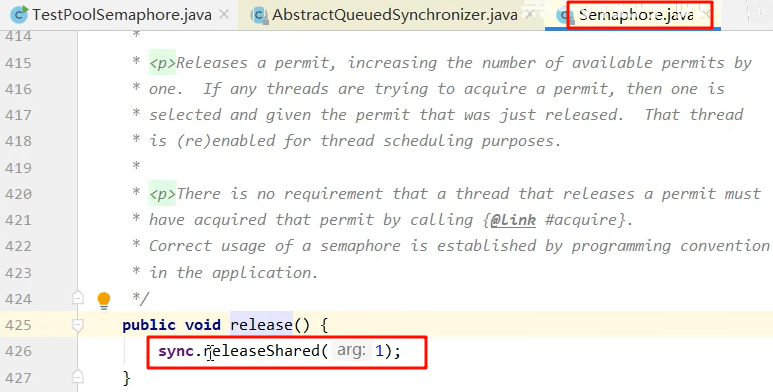 TestPoolSemaphore.java × AbstractQueuedSynchronizer.java × Semaphore.java ×
414 *
415 * <p>Releases a permit, increasing the number of available permits by
416 * one. If any threads are trying to acquire a permit, then one is
417 * selected and given the permit that was just released. That thread
418 * is (re)enabled for thread scheduling purposes.
419 *
420 * <p>There is no requirement that a thread that releases a permit must
421 * have acquired that permit by calling {@link #acquire}.
422 * Correct usage of a semaphore is established by programming convention
423 * in the application.
424 */
425 public void release() {
426 sync.releaseShared( arg: 1);
427 }